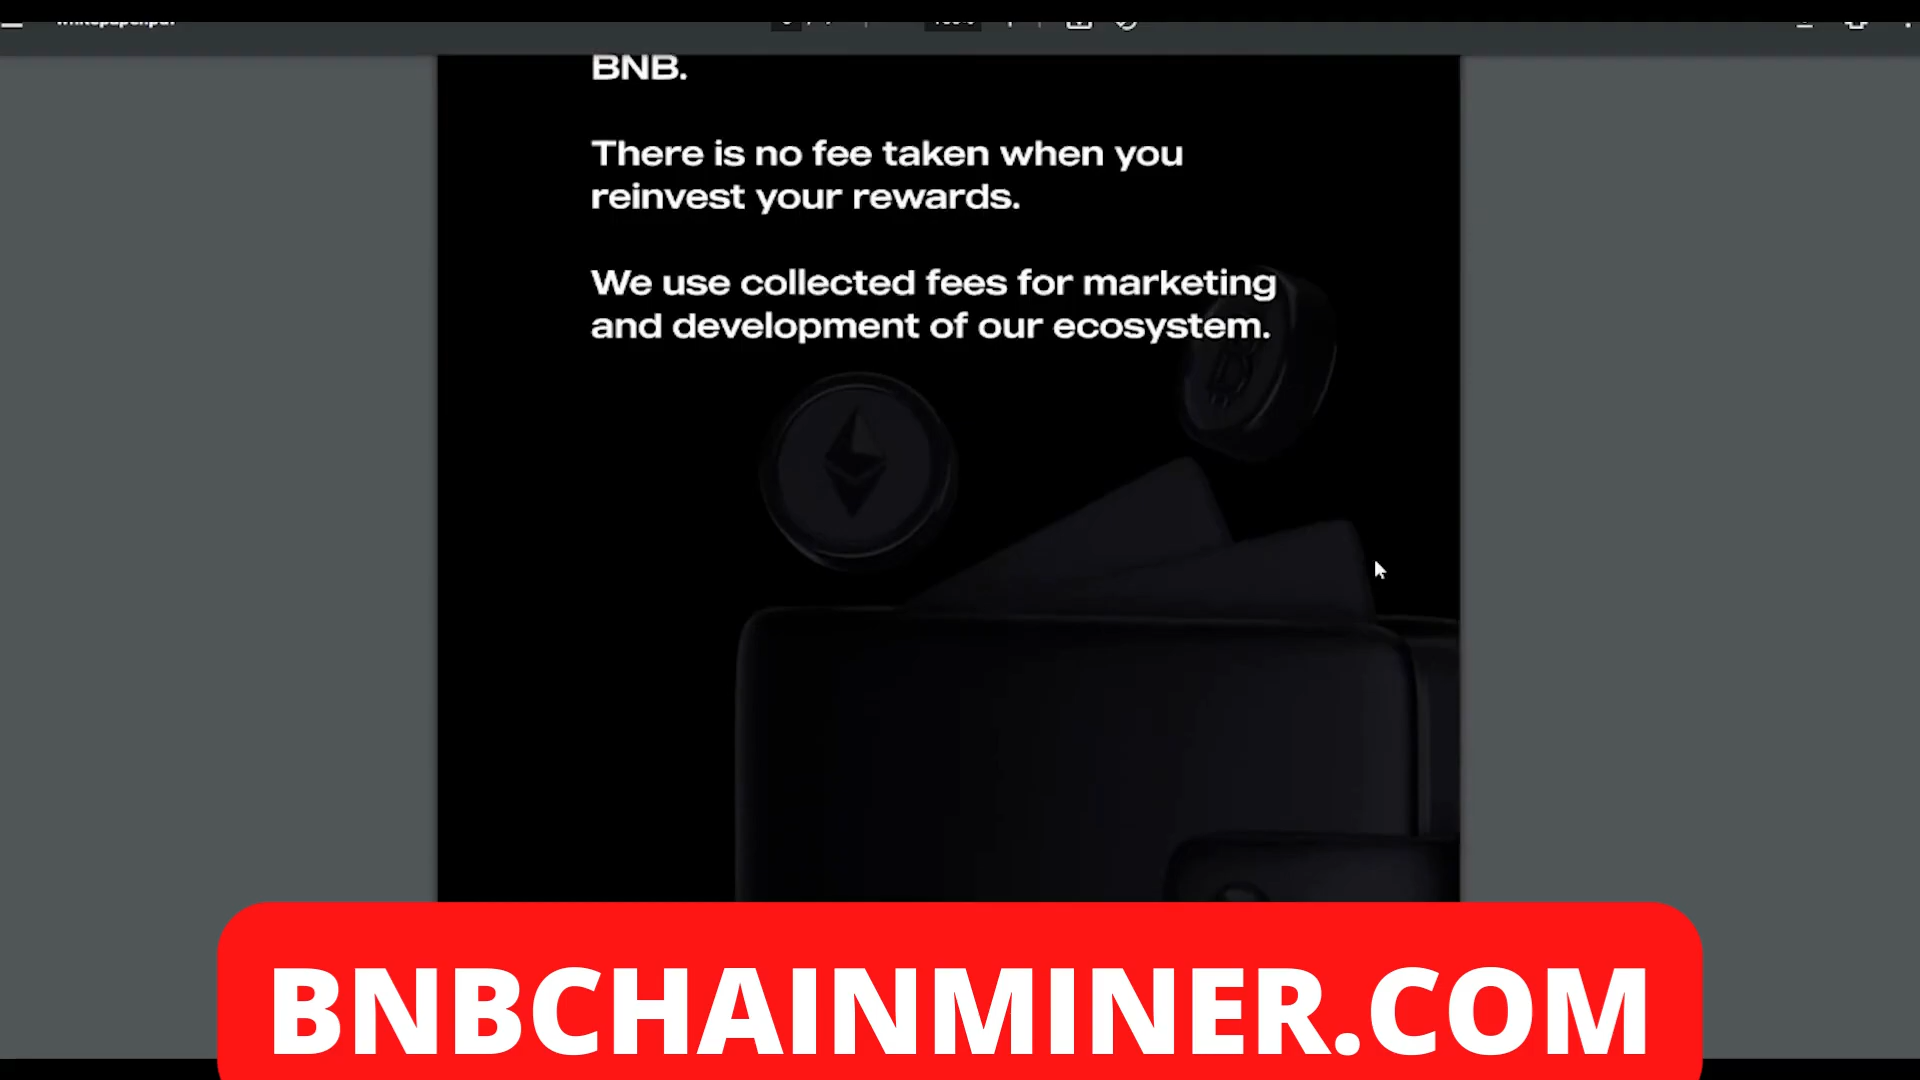 BNB.
There is no fee taken when you
reinvest your rewards.
We use collected fees for marketing
and development of our ecosystem.
BNBCHAINMINER.COM